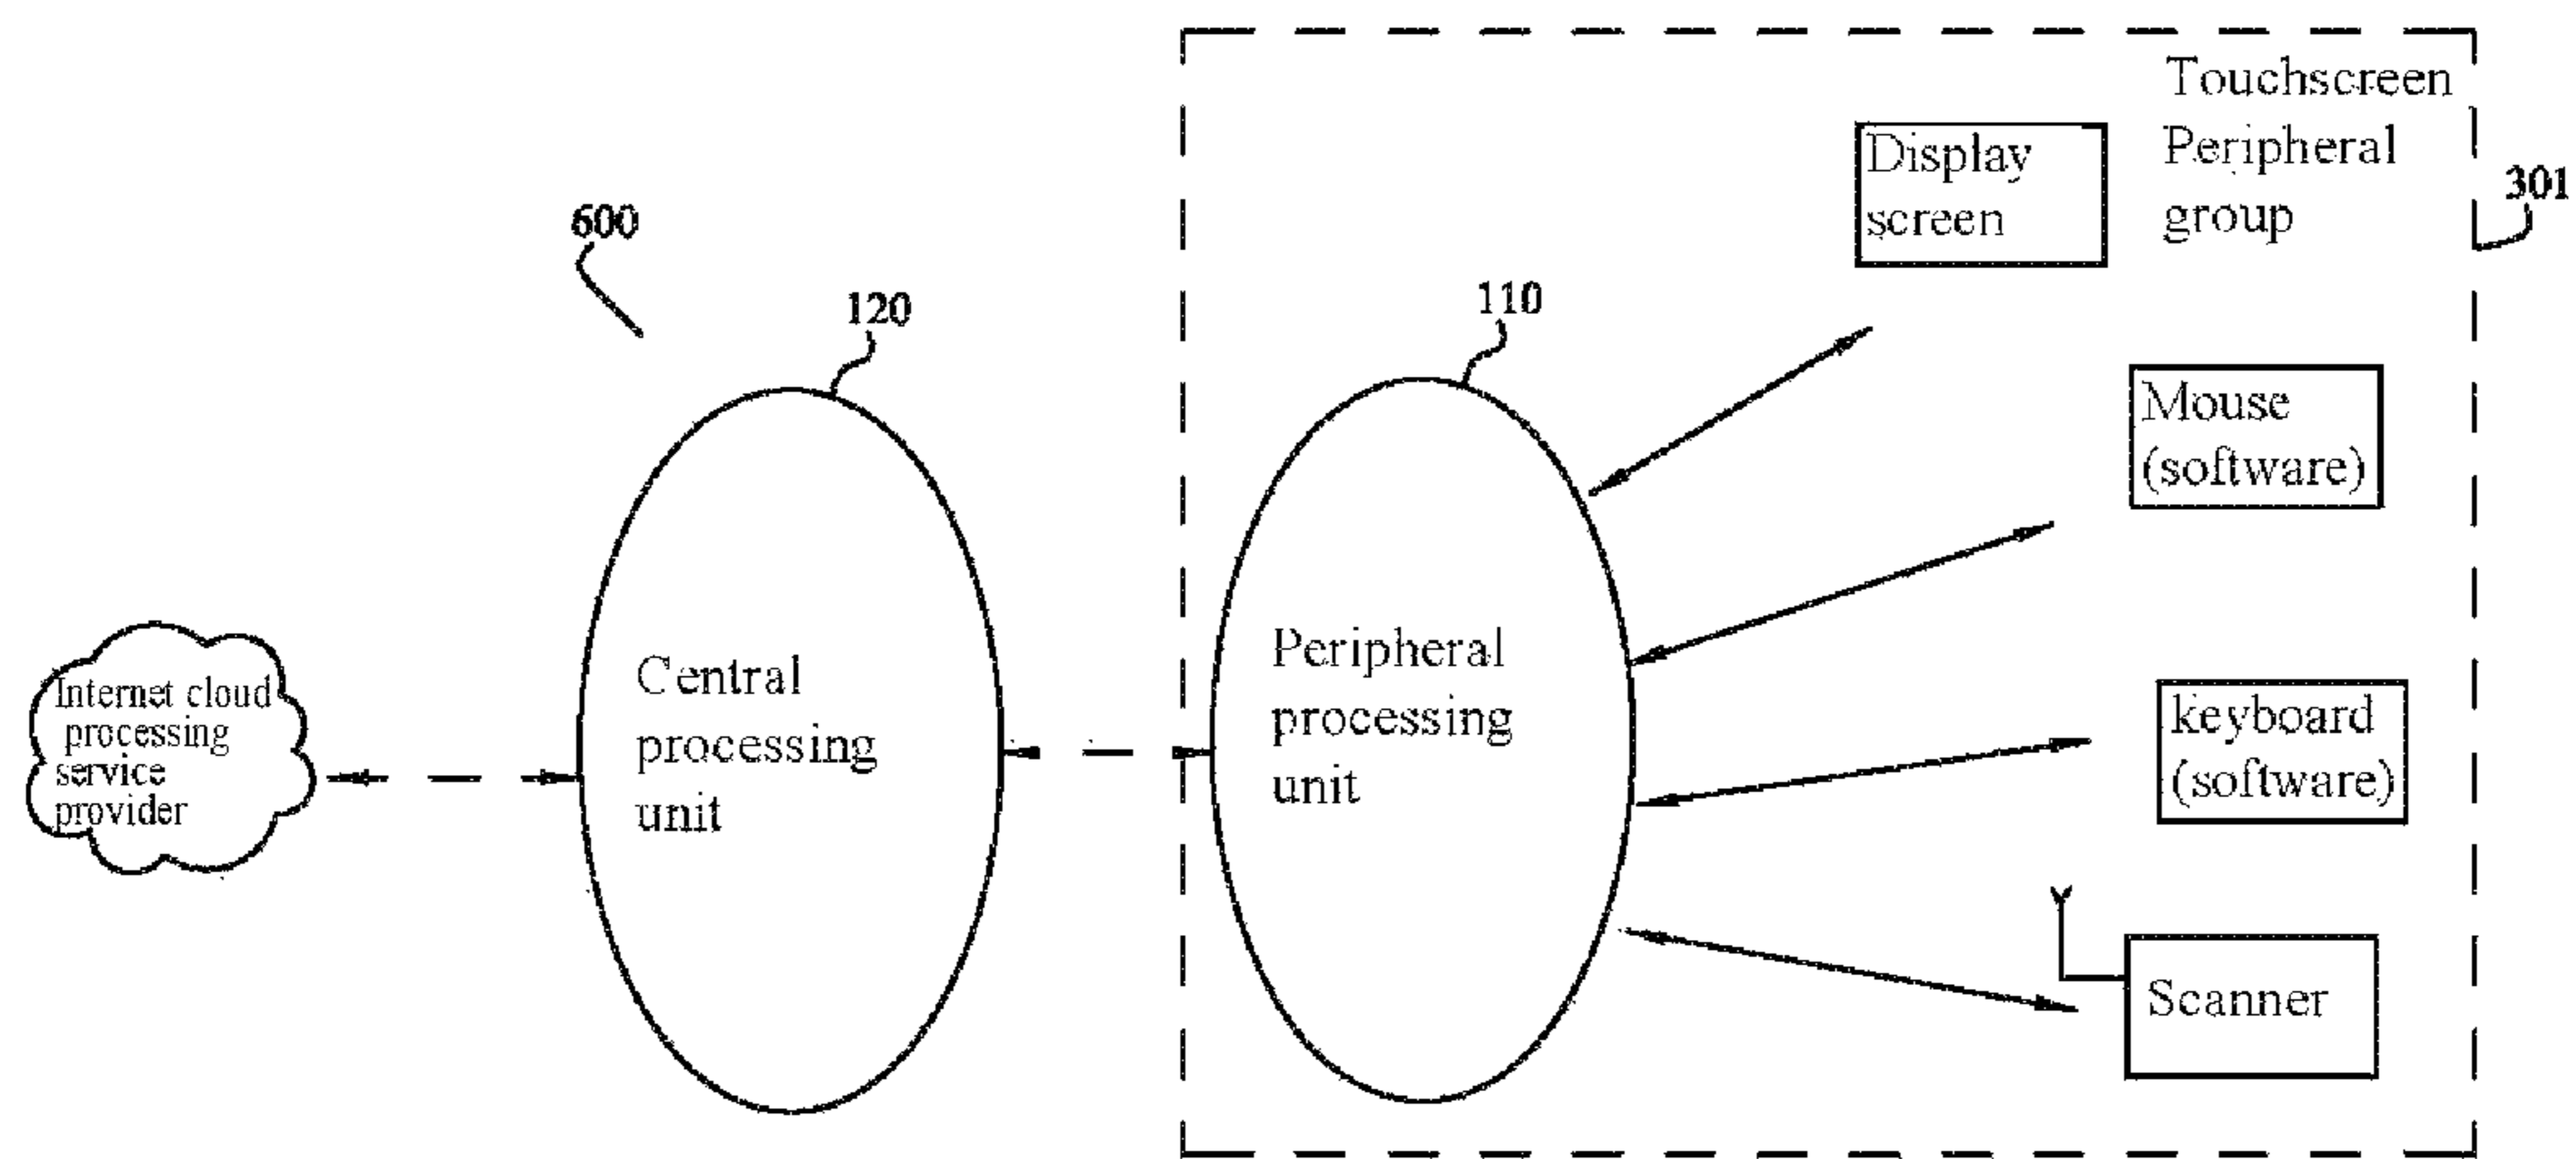 Touchscreen
Peripheral
group
301
Display
screen
600
120
110
Mouse
(software)
Internet cloud
processing
service
provider
Central
processing
unit
Peripheral
processing
unit
keyboard
(software)
Scanner